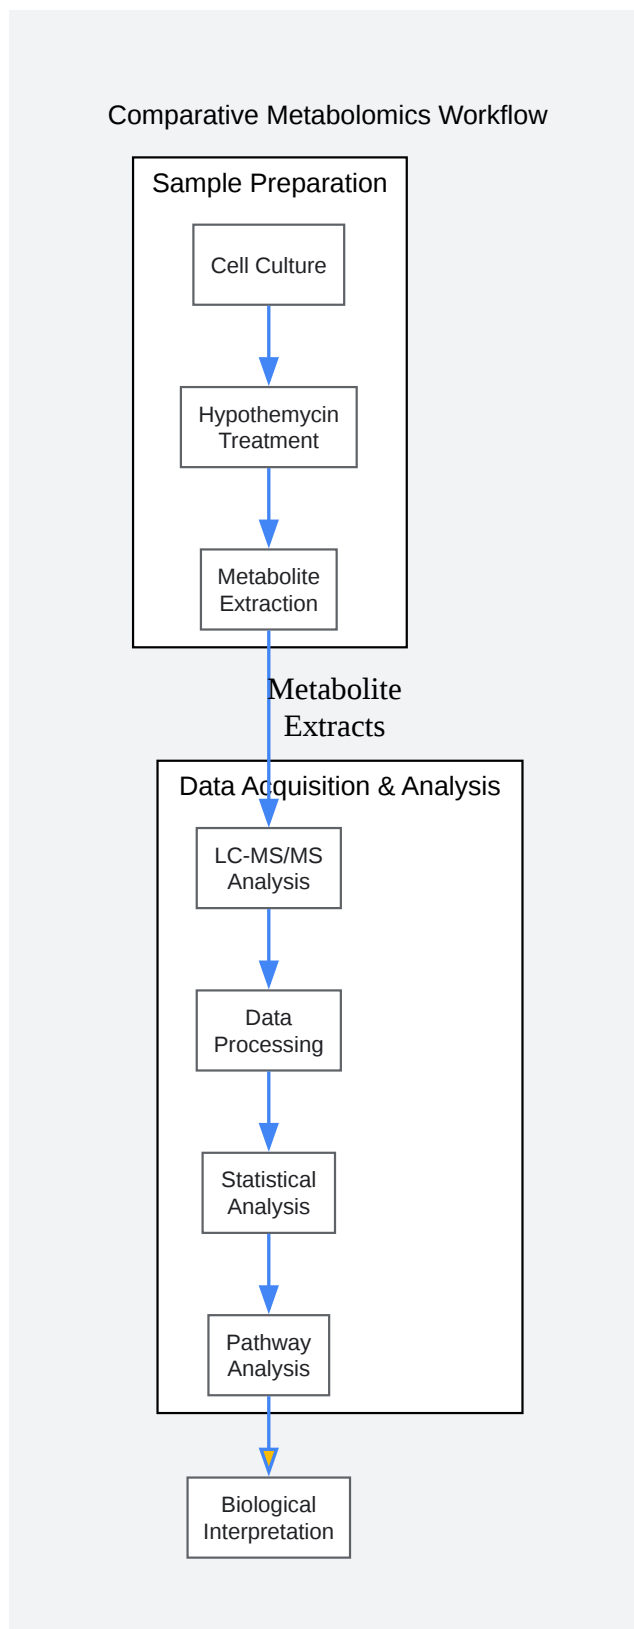 Comparative Metabolomics Workflow
Sample Preparation
Cell Culture
Hypothemycin
Treatment
Metabolite
Extraction
Metabolite
Extracts
Data Acquisition & Analysis
LC-MS/MS
Analysis
Data
Processing
Statistical
Analysis
Pathway
Analysis
Biological
Interpretation